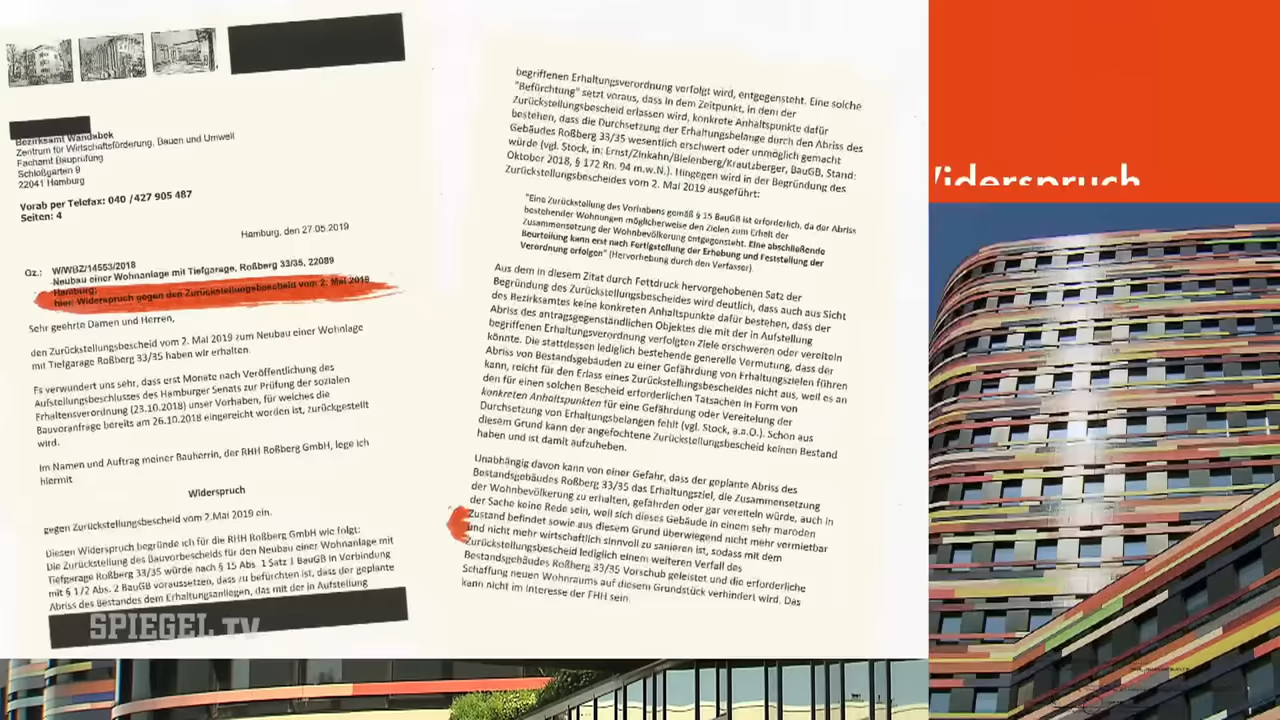 Bezirksamt Wandsbek
Zentrum für Wirtschaftsförderung, Bauen und Umwelt
Fachamt Bauprüfung
Schloßgarten 9
22041 Hamburg
Vorab per Telefax: 040 /427 905 487
Seiten: 4
Hamburg, den 27.05.2019
Gz.: W/WBZ/14553/2018
Neubau einer Wohnanlage mit Tiefgarage, Roßberg 33/35, 22089
Hamburg;
hier: Widerspruch gegen den Zurückstellungsbescheid vom 2. Mai 2019
Sehr geehrte Damen und Herren,
den Zurückstellungsbescheid vom 2. Mai 2019 zum Neubau einer Wohnlage
mit Tiefgarage Roßberg 33/35 haben wir erhalten.
Es verwundert uns sehr, dass erst Monate nach Veröffentlichung des
Aufstellungsbeschlusses des Hamburger Senats zur Prüfung der sozialen
Erhaltensverordnung (23.10.2018) unser Vorhaben, für welches die
Bauvoranfrage bereits am 26.10.2018 eingereicht worden ist, zurückgestellt
wird.
Im Namen und Auftrag meiner Bauherrin, der RHH Roßberg GmbH, lege ich
hiermit
Widerspruch
gegen Zurückstellungsbescheid vom 2.Mai 2019 ein.
Diesen Widerspruch begründe ich für die RHH Roßberg GmbH wie folgt:
Die Zurückstellung des Bauvorbescheids für den Neubau einer Wohnanlage mit
Tiefgarage Roßberg 33/35 würde nach § 15 Abs. 1 Satz 1 BauGB in Verbindung
mit § 172 Abs. 2 BauGB voraussetzen, dass zu befürchten ist, dass der geplante
Abriss des Bestandes dem Erhaltungsanliegen, das mit der in Aufstellung
begriffenen Erhaltungsverordnung verfolgt wird, entgegensteht. Eine solche
"Befürchtung" setzt voraus, dass in dem Zeitpunkt, in dem der
Zurückstellungsbescheid erlassen wird, konkrete Anhaltspunkte dafür
bestehen, dass die Durchsetzung der Erhaltungsbelange durch den Abriss des
Gebäudes Roßberg 33/35 wesentlich erschwert oder unmöglich gemacht
würde (vgl. Stock, in: Ernst/Zinkahn/Bielenberg/Krautzberger, BauGB, Stand:
Oktober 2018, § 172 Rn. 94 m.w.N.). Hingegen wird in der Begründung des
Zurückstellungsbescheides vom 2. Mai 2019 ausgeführt:
"Eine Zurückstellung des Vorhabens gemäß § 15 BauGB ist erforderlich, da der Abriss
bestehender Wohnungen möglicherweise den Zielen zum Erhalt der
Zusammensetzung der Wohnbevölkerung entgegensteht. Eine abschließende
Beurteilung kann erst nach Fertigstellung der Erhebung und Feststellung der
Verordnung erfolgen" (Hervorhebung durch den Verfasser).
Aus dem in diesem Zitat durch Fettdruck hervorgehobenen Satz der
Begründung des Zurückstellungsbescheides wird deutlich, dass auch aus Sicht
des Bezirksamtes keine konkreten Anhaltspunkte dafür bestehen, dass der
Abriss des antragsgegenständlichen Objektes die mit der in Aufstellung
begriffenen Erhaltungsverordnung verfolgten Ziele erschweren oder vereiteln
könnte. Die stattdessen lediglich bestehende generelle Vermutung, dass der
Abriss von Bestandsgebäuden zu einer Gefährdung von Erhaltungszielen führen
kann, reicht für den Erlass eines Zurückstellungsbescheides nicht aus, weil es an
den für einen solchen Bescheid erforderlichen Tatsachen in Form von
konkreten Anhaltspunkten für eine Gefährdung oder Vereitelung der
Durchsetzung von Erhaltungsbelangen fehlt (vgl. Stock, a.a.O.). Schon aus
diesem Grund kann der angefochtene Zurückstellungsbescheid keinen Bestand
haben und ist damit aufzuheben.
Unabhängig davon kann von einer Gefahr, dass der geplante Abriss des
Bestandsgebäudes Roßberg 33/35 das Erhaltungsziel, die Zusammensetzung
der Wohnbevölkerung zu erhalten, gefährden oder gar vereiteln würde, auch in
der Sache keine Rede sein, weil sich dieses Gebäude in einem sehr maroden
Zustand befindet sowie aus diesem Grund überwiegend nicht mehr vermietbar
und nicht mehr wirtschaftlich sinnvoll zu sanieren ist, sodass mit dem
Zurückstellungsbescheid lediglich einem weiteren Verfall des
Bestandsgebäudes Roßberg 33/35 Vorschub geleistet und die erforderliche
Schaffung neuen Wohnraums auf diesem Grundstück verhindert wird. Das
kann nicht im Interesse der FHH sein.
Widerspruch
SPIEGEL TV